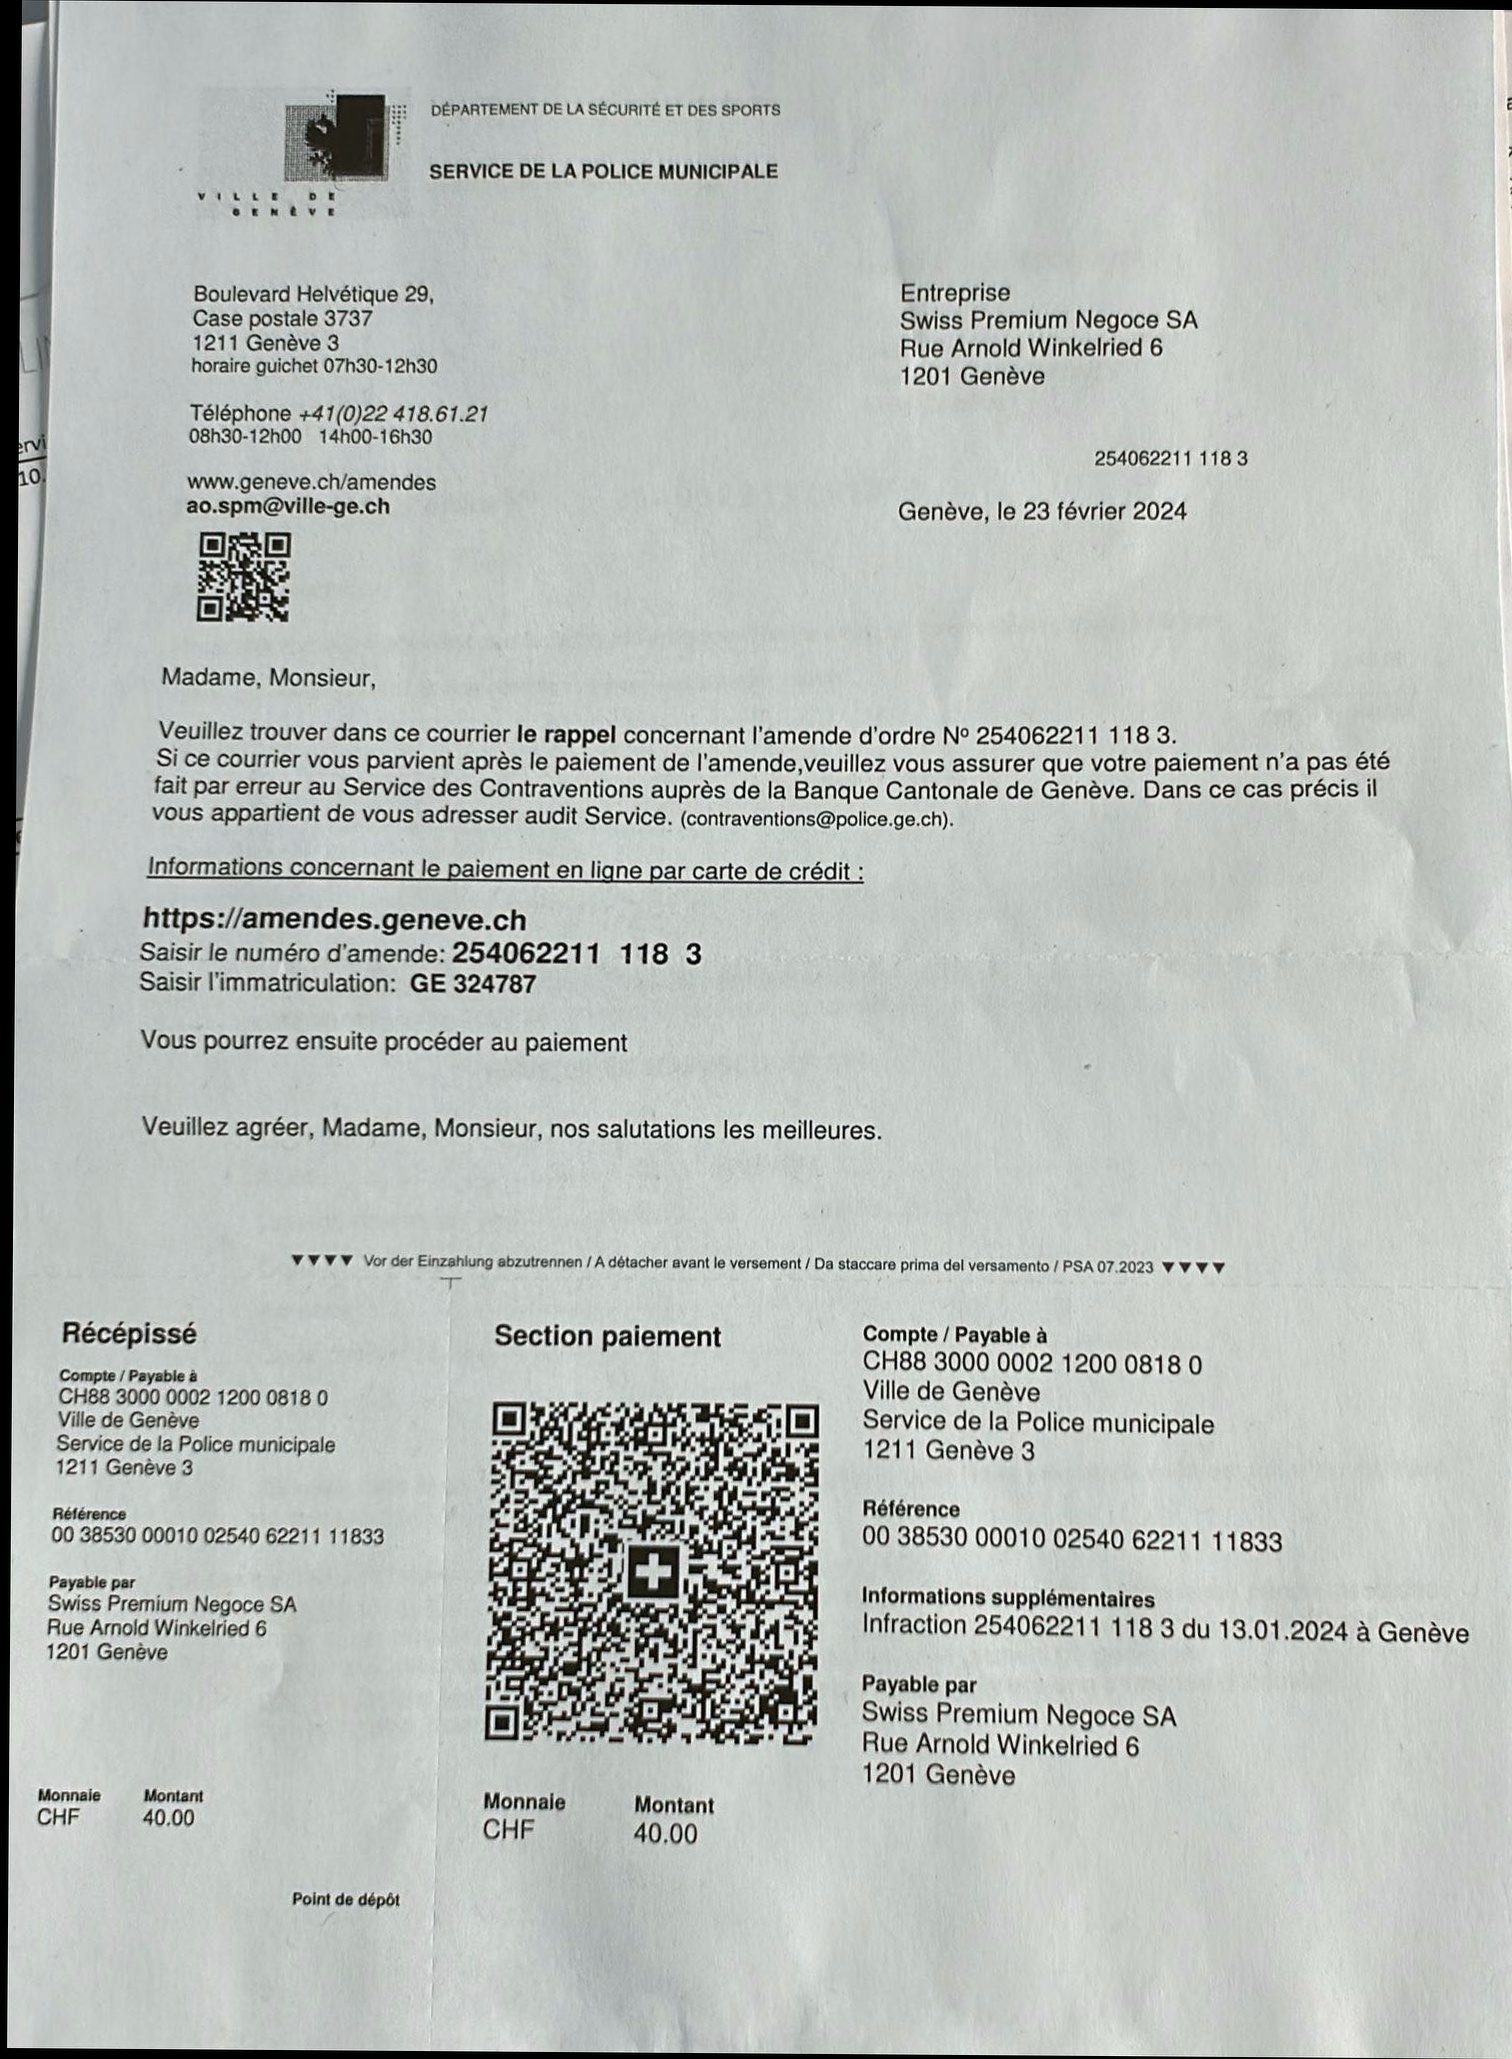 DÉPARTEMENT DE LA SÉCURITÉ ET DES SPORTS
SERVICE DE LA POLICE MUNICIPALE
VILLE DE
GENÈVE
Boulevard Helvétique 29,
Case postale 3737
1211 Genève 3
horaire guichet 07h30-12h30
Téléphone +41(0)22 418.61.21
08h30-12h00 14h00-16h30
www.geneve.ch/amendes
ao.spm@ville-ge.ch
Entreprise
Swiss Premium Negoce SA
Rue Arnold Winkelried 6
1201 Genève
254062211 118 3
Genève, le 23 février 2024
Madame, Monsieur,
Veuillez trouver dans ce courrier le rappel concernant l'amende d'ordre Nº 254062211 118 3.
Si ce courrier vous parvient après le paiement de l'amende,veuillez vous assurer que votre paiement n'a pas été
fait par erreur au Service des Contraventions auprès de la Banque Cantonale de Genève. Dans ce cas précis il
vous appartient de vous adresser audit Service. (contraventions@police.ge.ch).
Informations concernant le paiement en ligne par carte de crédit :
https://amendes.geneve.ch
Saisir le numéro d'amende: 254062211 118 3
Saisir l'immatriculation: GE 324787
Vous pourrez ensuite procéder au paiement
Veuillez agréer, Madame, Monsieur, nos salutations les meilleures.
▼▼▼▼ Vor der Einzahlung abzutrennen / A détacher avant le versement / Da staccare prima del versamento / PSA 07.2023 ▼▼▼▼
Récépissé
Compte / Payable à
CH88 3000 0002 1200 0818 0
Ville de Genève
Service de la Police municipale
1211 Genève 3
Référence
00 38530 00010 02540 62211 11833
Payable par
Swiss Premium Negoce SA
Rue Arnold Winkelried 6
1201 Genève
Monnaie Montant
CHF 40.00
Point de dépôt
Section paiement
Monnaie Montant
CHF 40.00
Compte / Payable à
CH88 3000 0002 1200 0818 0
Ville de Genève
Service de la Police municipale
1211 Genève 3
Référence
00 38530 00010 02540 62211 11833
Informations supplémentaires
Infraction 254062211 118 3 du 13.01.2024 à Genève
Payable par
Swiss Premium Negoce SA
Rue Arnold Winkelried 6
1201 Genève